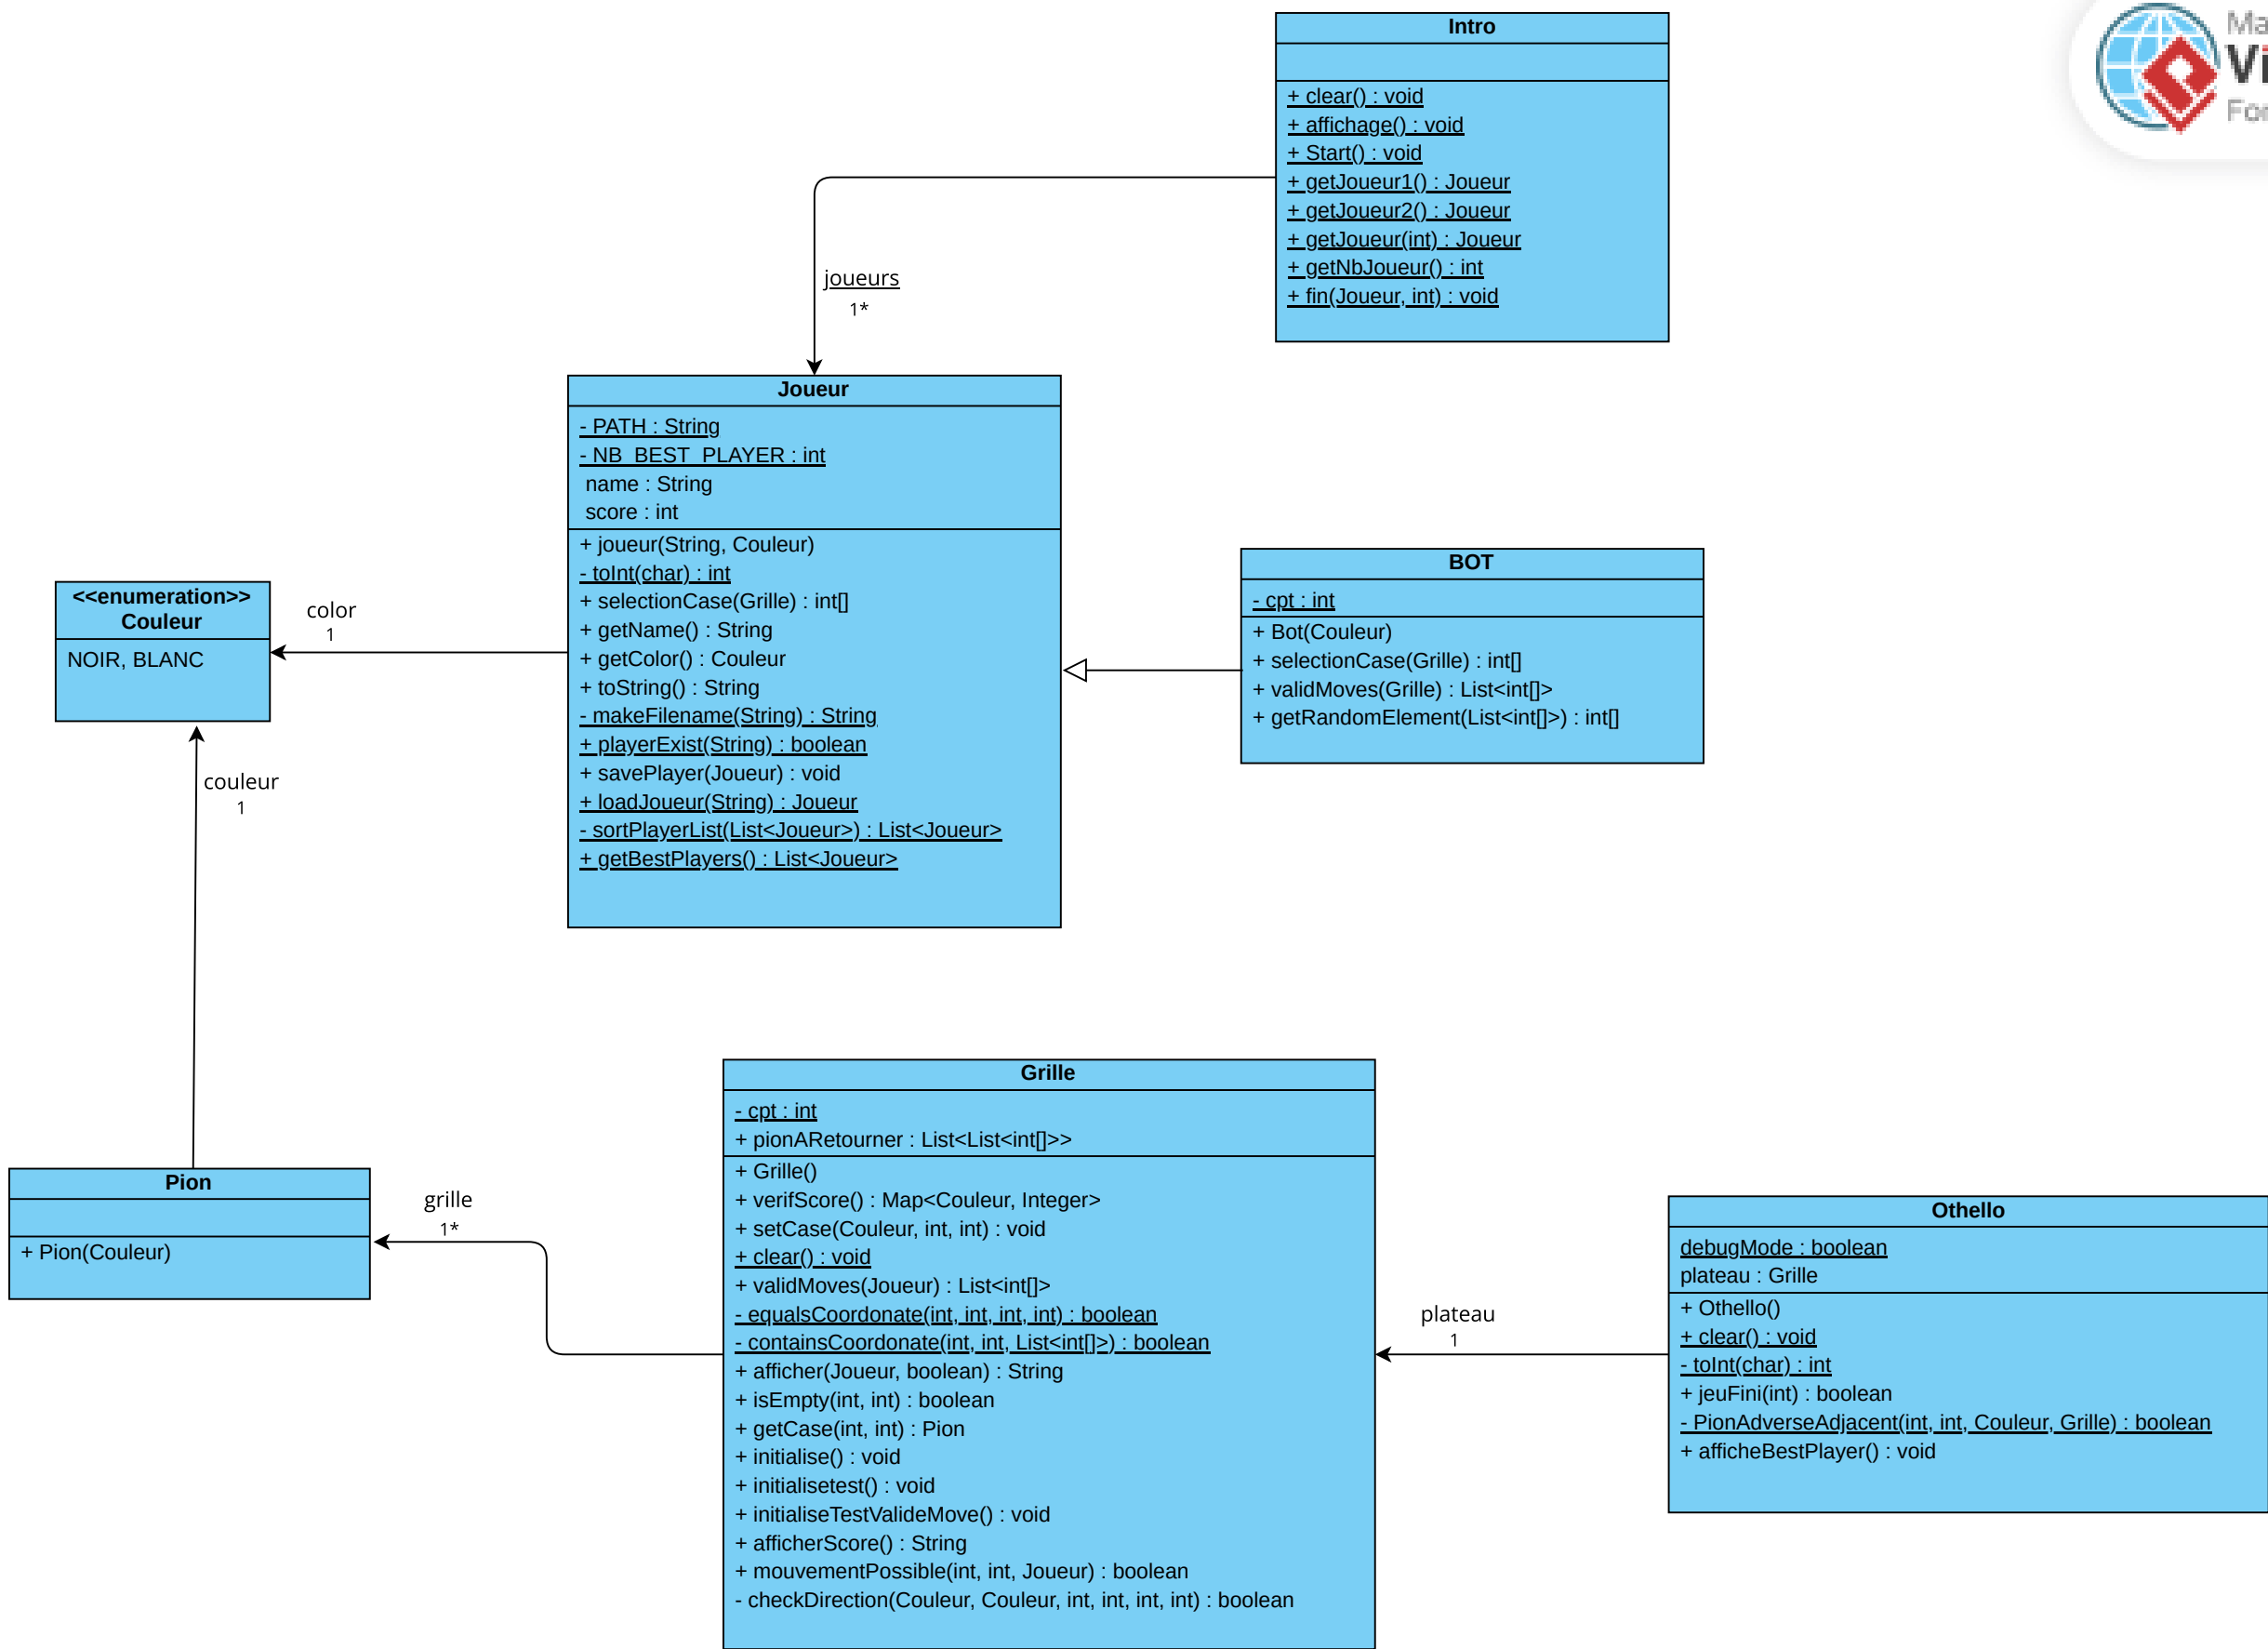 Intro
+ clear() : void
+ affichage() : void
+ Start() : void
+ getJoueur1() : Joueur
+ getJoueur2() : Joueur
+ getJoueur(int) : Joueur
+ getNbJoueur() : int
+ fin(Joueur, int) : void
joueurs
1*
Joueur
- PATH : String
- NB_BEST_PLAYER : int
name : String
score : int
+ joueur(String, Couleur)
- toInt(char) : int
+ selectionCase(Grille) : int[]
+ getName() : String
+ getColor() : Couleur
+ toString() : String
- makeFilename(String) : String
+ playerExist(String) : boolean
+ savePlayer(Joueur) : void
+ loadJoueur(String) : Joueur
- sortPlayerList(List<Joueur>) : List<Joueur>
+ getBestPlayers() : List<Joueur>
BOT
- cpt : int
+ Bot(Couleur)
+ selectionCase(Grille) : int[]
+ validMoves(Grille) : List<int[]>
+ getRandomElement(List<int[]>) : int[]
<<enumeration>>
Couleur
NOIR, BLANC
color
1
couleur
1
Pion
+ Pion(Couleur)
grille
1*
Grille
- cpt : int
+ pionARetourner : List<List<int[]>>
+ Grille()
+ verifScore() : Map<Couleur, Integer>
+ setCase(Couleur, int, int) : void
+ clear() : void
+ validMoves(Joueur) : List<int[]>
- equalsCoordonate(int, int, int, int) : boolean
- containsCoordonate(int, int, List<int[]>) : boolean
+ afficher(Joueur, boolean) : String
+ isEmpty(int, int) : boolean
+ getCase(int, int) : Pion
+ initialise() : void
+ initialisetest() : void
+ initialiseTestValideMove() : void
+ afficherScore() : String
+ mouvementPossible(int, int, Joueur) : boolean
- checkDirection(Couleur, Couleur, int, int, int, int) : boolean
plateau
1
Othello
debugMode : boolean
plateau : Grille
+ Othello()
+ clear() : void
- toInt(char) : int
+ jeuFini(int) : boolean
- PionAdverseAdjacent(int, int, Couleur, Grille) : boolean
+ afficheBestPlayer() : void